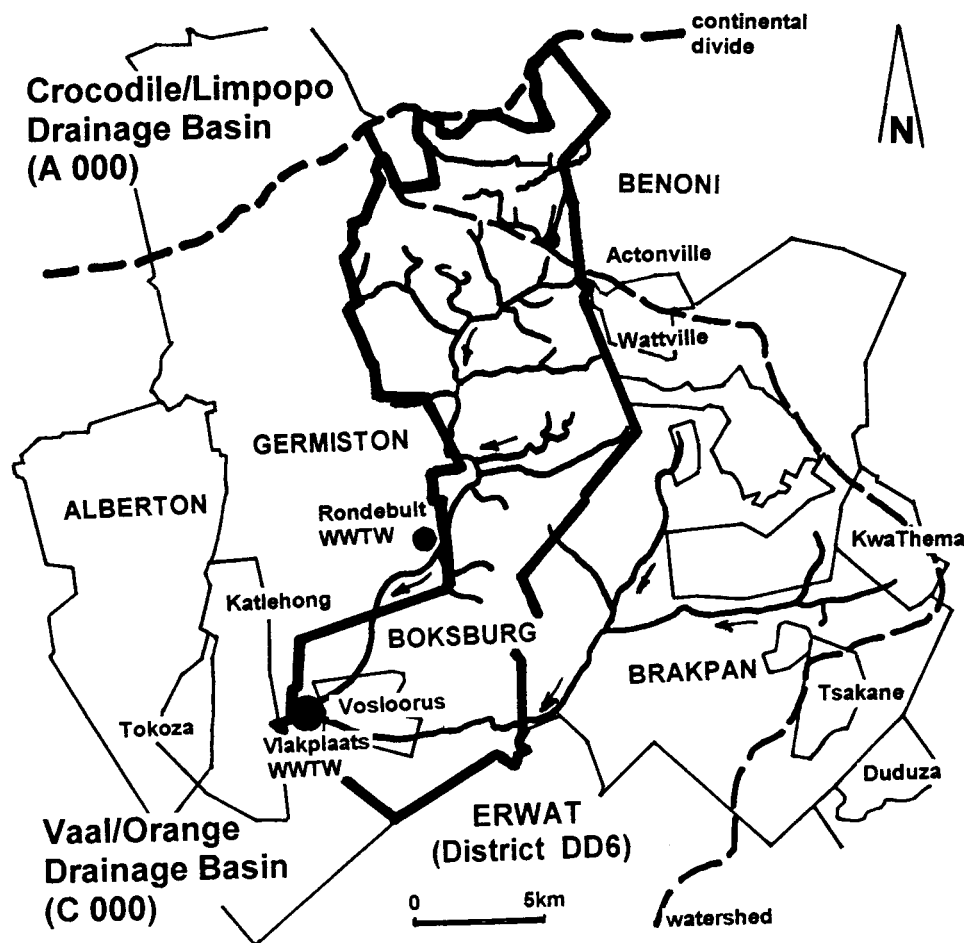 continental
divide
Crocodile/Limpopo
Drainage Basin
(A 000)
N
BENONI
Actonville
Wattville
GERMISTON
ALBERTON
Rondebult
WWTW
KwaThema
Katlehong
BOKSBURG
BRAKPAN
Vosloorus
Tsakane
Tokoza
Vlakplaats
WWTW
Duduza
Vaal/Orange
Drainage Basin
(C 000)
ERWAT
(District DD6)
0 5km
watershed